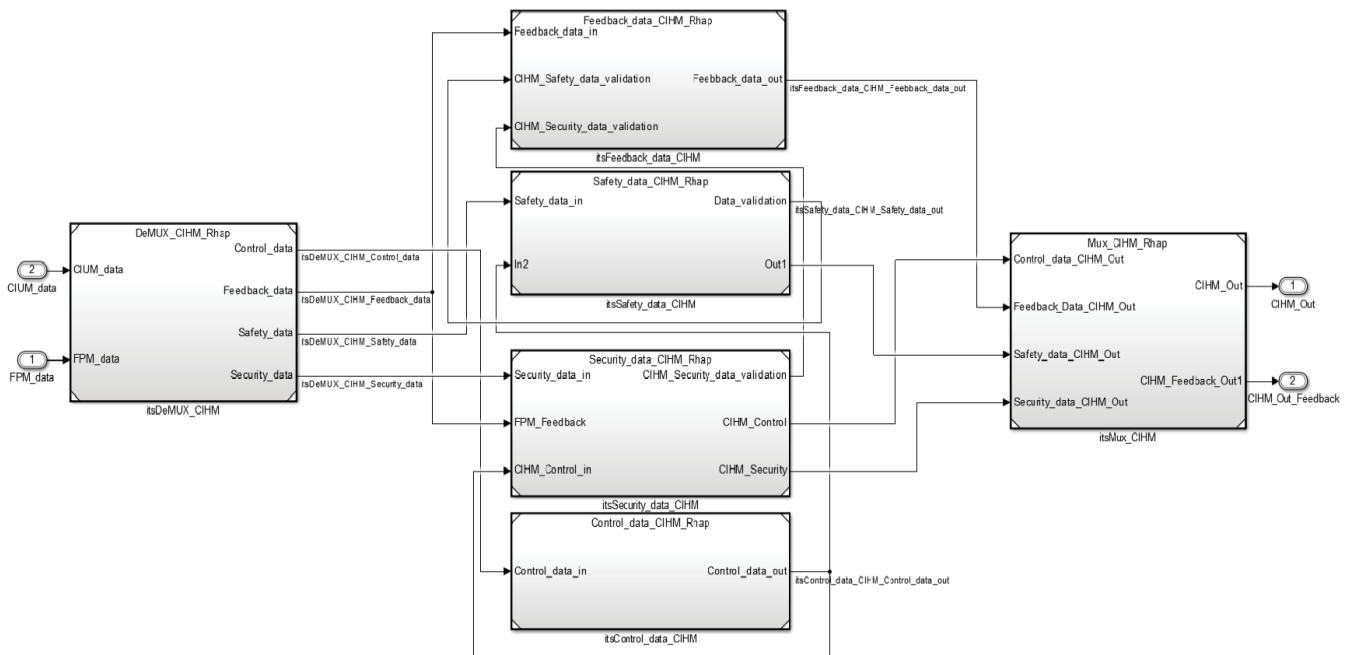 Feedback_data_CIHM_Rhap
Feedback_data_in
CIHM_Safety_data_validation
Feebback_data_out
CIHM_Security_data_validation
itsFeedback_data_CIHM
itsFeedback_data_CIHM_Feebback_data_out
Safety_data_CIHM_Rhap
Safety_data_in
Data_validation
In2
Out1
itsSafety_data_CIHM
itsSafety_data_CIHM_Safety_data_out
DeMUX_CIHM_Rhap
2
CIUM_data
CIUM_data
1
FPM_data
FPM_data
Control_data
Feedback_data
Safety_data
Security_data
itsDeMUX_CIHM
itsDeMUX_CIHM_Control_data
itsDeMUX_CIHM_Feedback_data
itsDeMUX_CIHM_Safety_data
itsDeMUX_CIHM_Security_data
Security_data_CIHM_Rhap
Security_data_in
CIHM_Security_data_validation
FPM_Feedback
CIHM_Control
CIHM_Control_in
CIHM_Security
itsSecurity_data_CIHM
Control_data_CIHM_Rhap
Control_data_in
Control_data_out
itsControl_data_CIHM
itsControl_data_CIHM_Control_data_out
Mux_CIHM_Rhap
Control_data_CIHM_Out
Feedback_Data_CIHM_Out
Safety_data_CIHM_Out
Security_data_CIHM_Out
CIHM_Out
CIHM_Feedback_Out1
itsMux_CIHM
1
CIHM_Out
2
CIHM_Out_Feedback